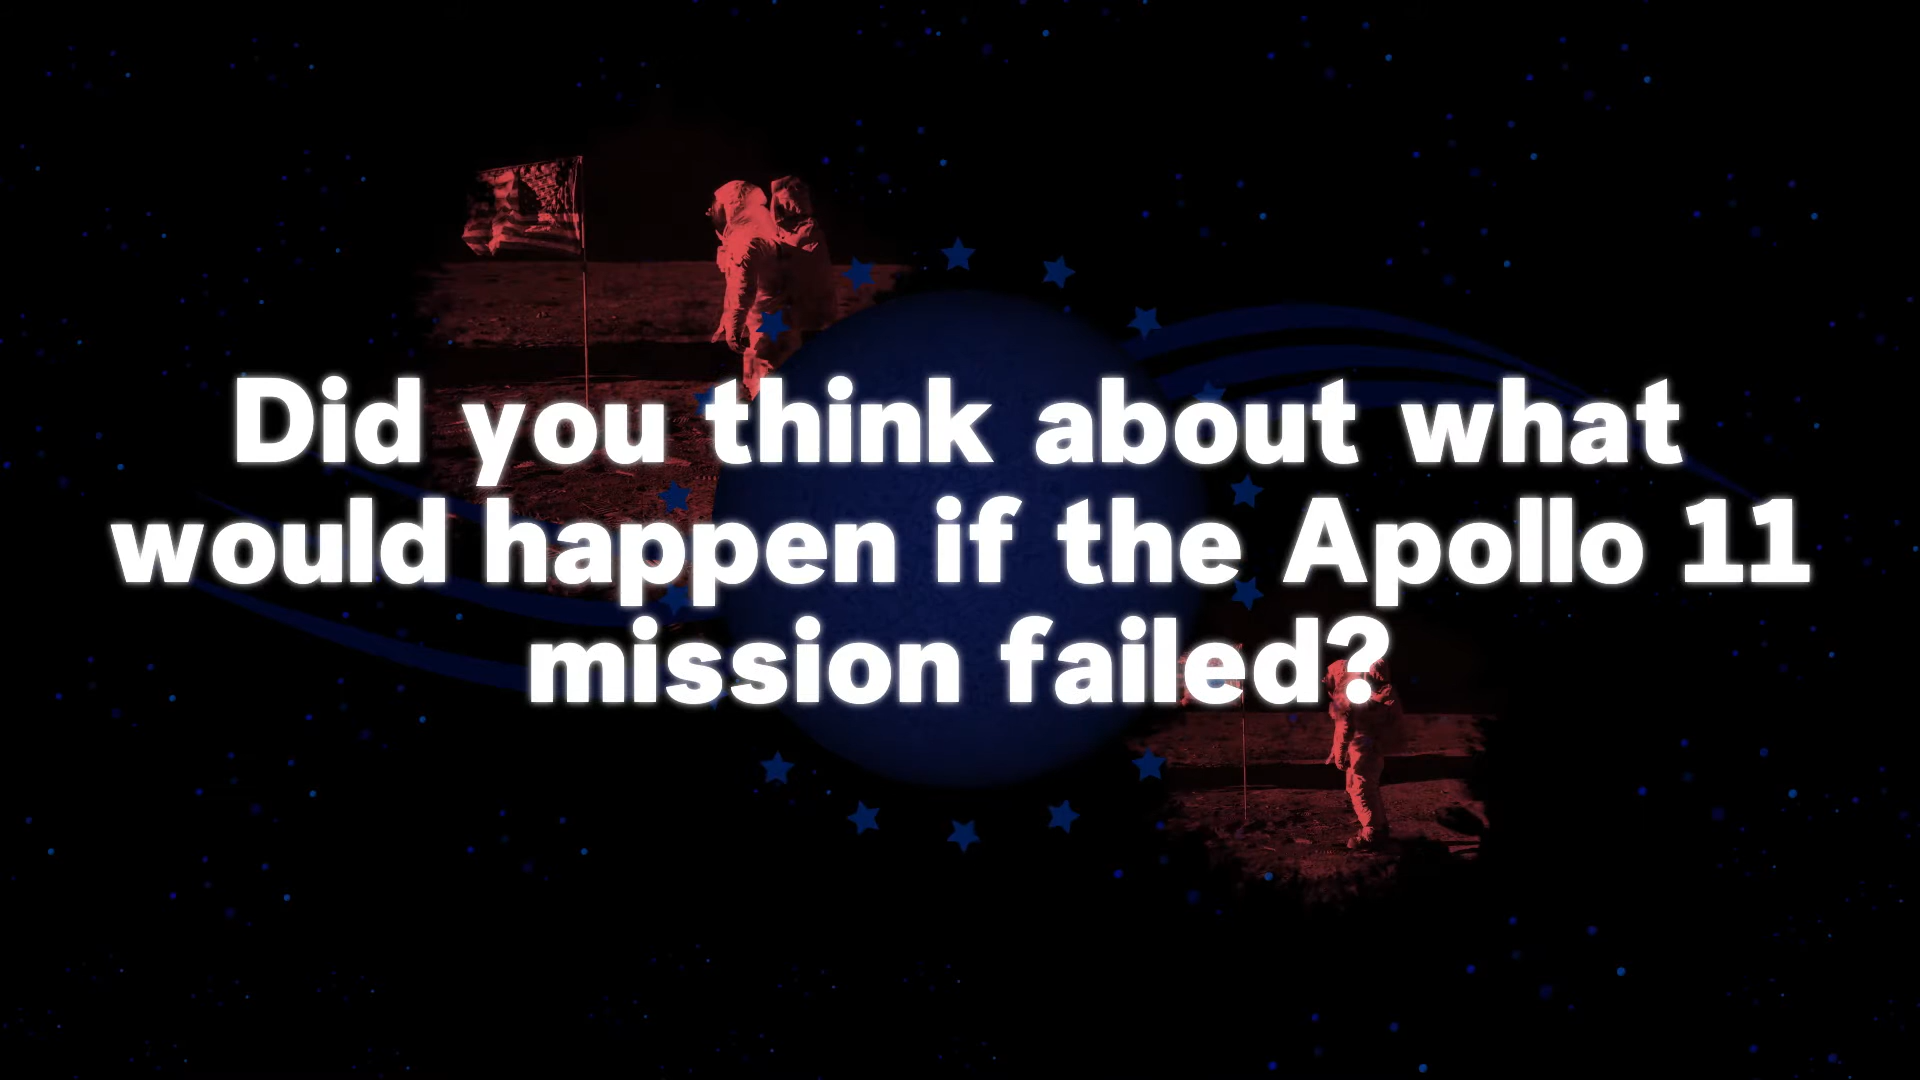 Did you think about what
would happen if the Apollo 11
mission failed?